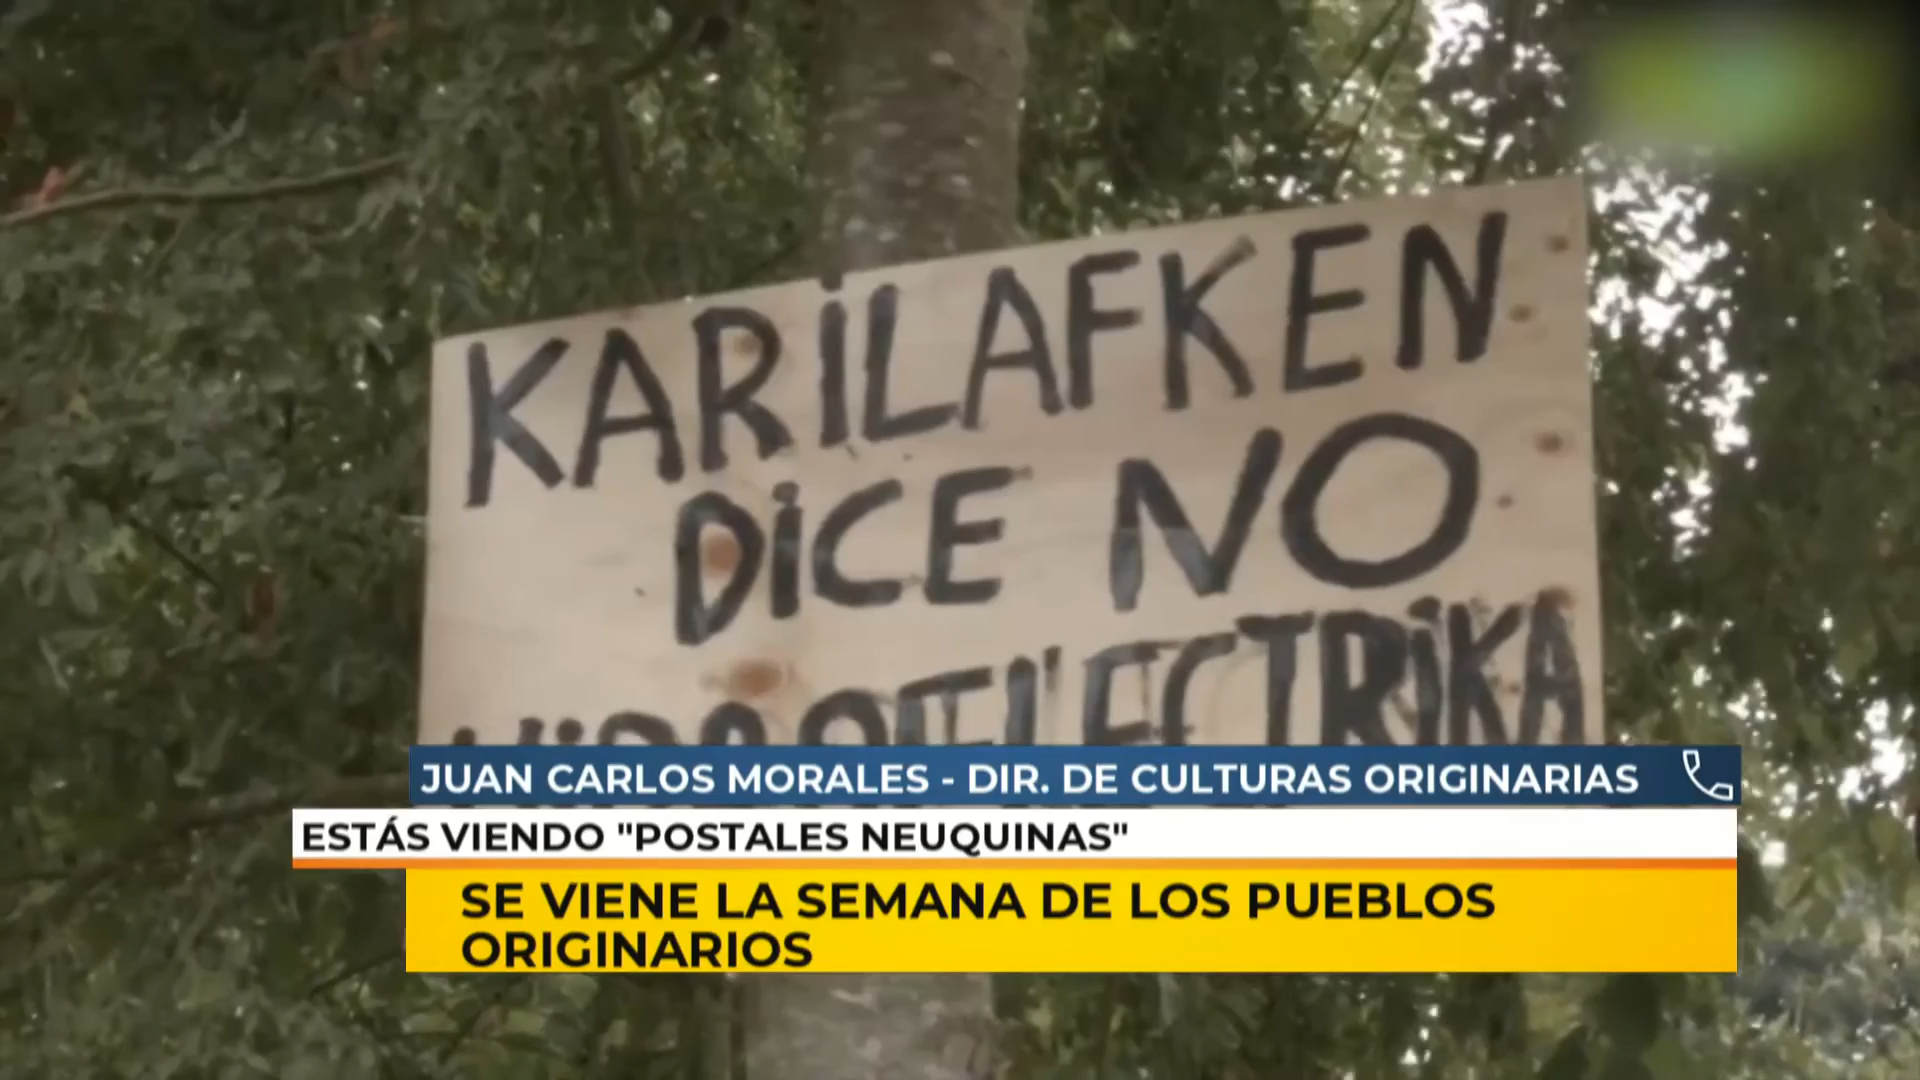 KARiLAFKEN
DiCE NO
HiDROELECTRiKA
JUAN CARLOS MORALES - DIR. DE CULTURAS ORIGINARIAS
ESTÁS VIENDO "POSTALES NEUQUINAS"
SE VIENE LA SEMANA DE LOS PUEBLOS
ORIGINARIOS